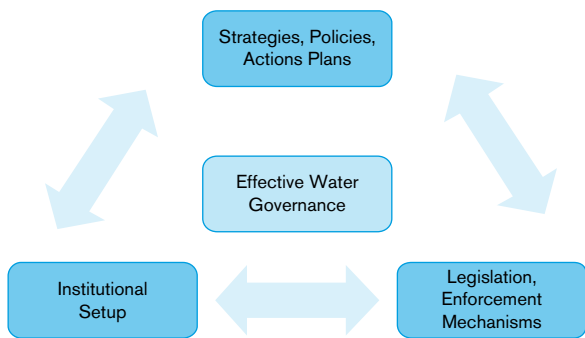 Strategies, Policies,
Actions Plans
Effective Water
Governance
Institutional
Setup
Legislation,
Enforcement
Mechanisms